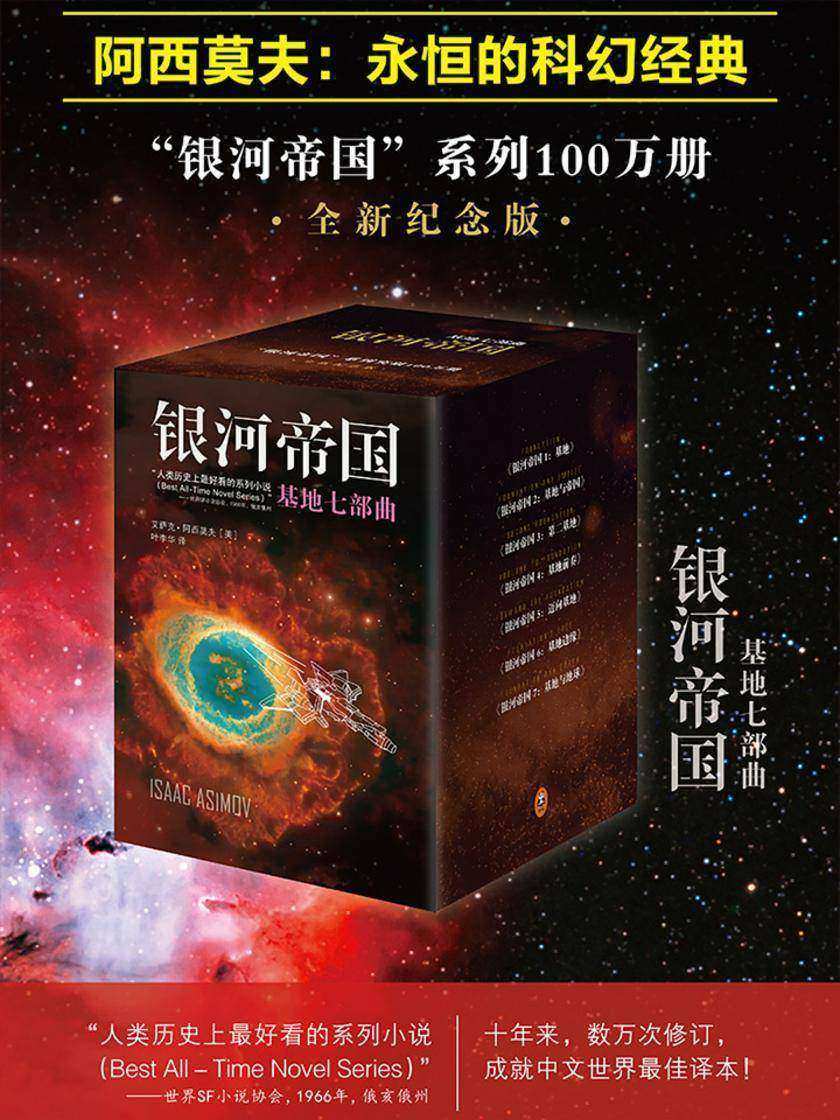 阿西莫夫：永恒的科幻经典
“银河帝国”系列100万册
·全新纪念版·
银河帝国
“人类历史上最好看的系列小说
（Best All-Time Novel Series）”
基地七部曲
艾萨克·阿西莫夫［美］
叶李华 译
ISAAC ASIMOV
FOUNDATION
《银河帝国1：基地》
FOUNDATION AND EMPIRE
《银河帝国2：基地与帝国》
SECOND FOUNDATION
《银河帝国3：第二基地》
《银河帝国4：基地前奏》
《银河帝国5：迈向基地》
《银河帝国6：基地边缘》
《银河帝国7：基地与地球》
银河帝国
基地七部曲
“人类历史上最好看的系列小说
（Best All – Time Novel Series）”
——世界SF小说协会，1966年，俄亥俄州
十年来，数万次修订，
成就中文世界最佳译本！